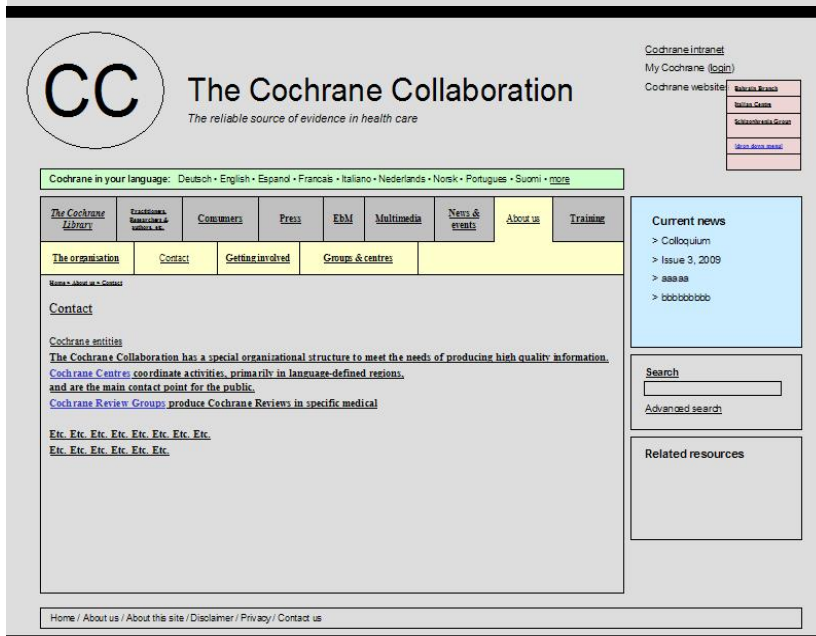 CC
The Cochrane Collaboration
The reliable source of evidence in health care
Cochrane intranet
My Cochrane (login)
Cochrane website
Bahrain Branch
Italian Centre
Schizophrenia Group
(drop down menu)
Cochrane in your language: Deutsch • English • Espanol • Francais • Italiano • Nederlands • Norsk • Portugues • Suomi • more
The Cochrane
Library
Practitioners,
Researchers &
authors, etc.
Consumers
Press
EbM
Multimedia
News &
events
About us
Training
The organisation
Contact
Getting involved
Groups & centres
Home > About us > Contact
Contact
Cochrane entities
The Cochrane Collaboration has a special organizational structure to meet the needs of producing high quality information.
Cochrane Centres coordinate activities, primarily in language-defined regions,
and are the main contact point for the public.
Cochrane Review Groups produce Cochrane Reviews in specific medical
Etc. Etc. Etc. Etc. Etc. Etc. Etc. Etc.
Etc. Etc. Etc. Etc. Etc. Etc.
Current news
> Colloquium
> Issue 3, 2009
> aaaaa
> bbbbbbbbb
Search
Advanced search
Related resources
Home / About us / About this site / Disclaimer / Privacy / Contact us